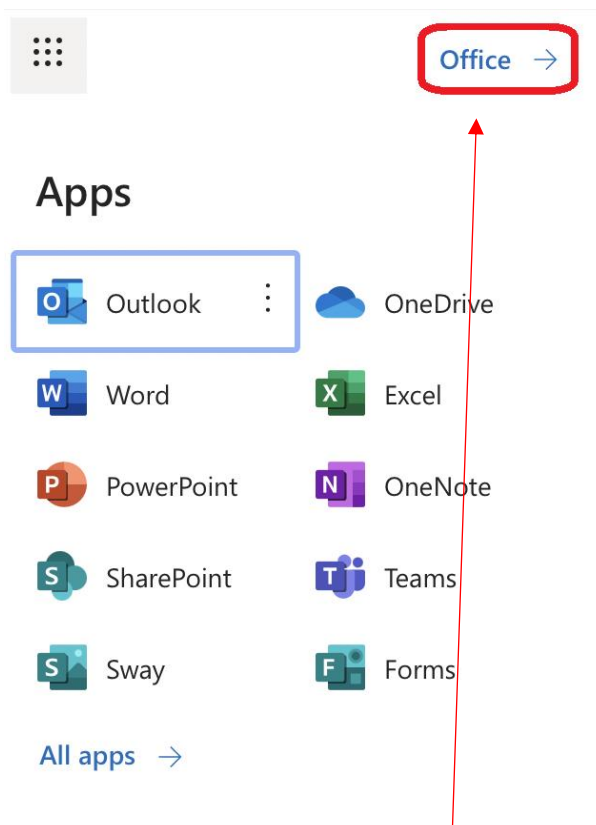 Office →
Apps
Outlook OneDrive
Word Excel
PowerPoint OneNote
SharePoint Teams
Sway Forms
All apps →